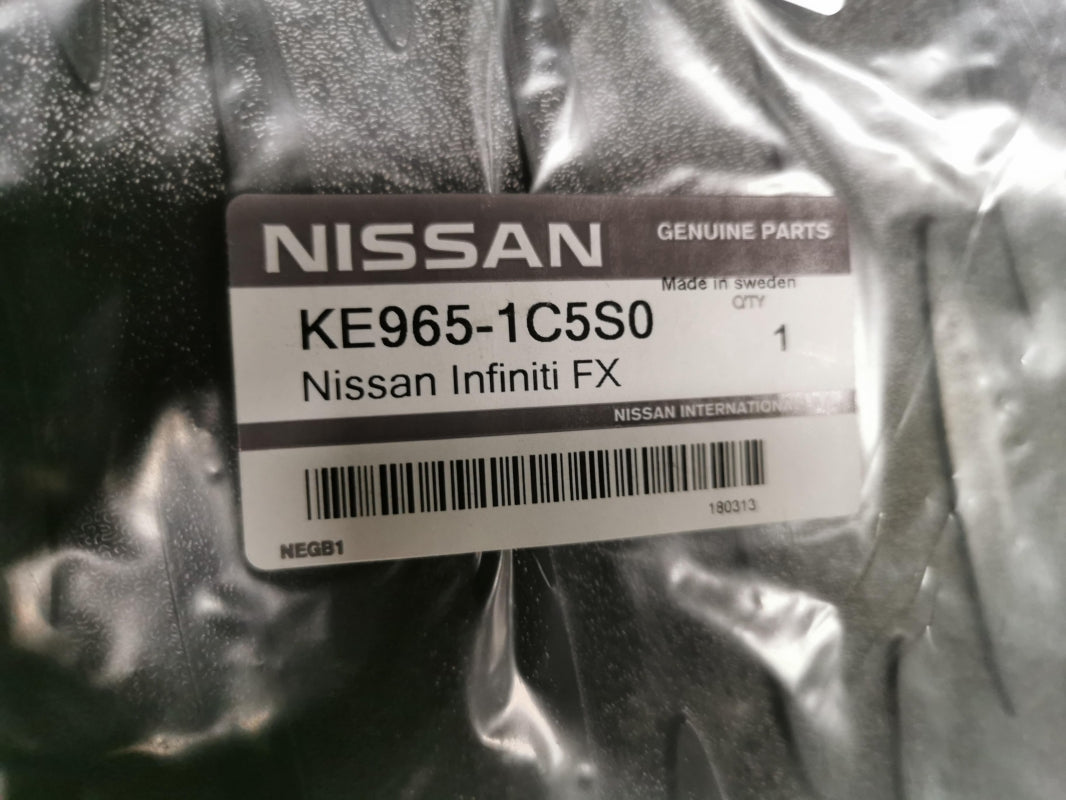 NISSAN GENUINE PARTS
Made in sweden
QTY
KE965-1C5S0 1
Nissan Infiniti FX
NISSAN INTERNATIONAL
180313
NEGB1